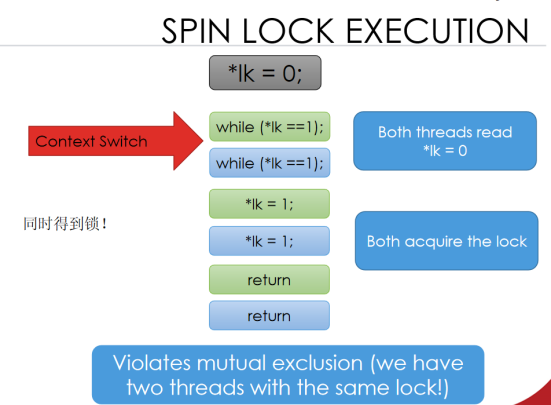 SPIN LOCK EXECUTION
*lk = 0;
Context Switch
while (*lk ==1);
while (*lk ==1);
Both threads read
*lk = 0
*lk = 1;
同时得到锁!
*lk = 1;
Both acquire the lock
return
return
Violates mutual exclusion (we have
two threads with the same lock!)